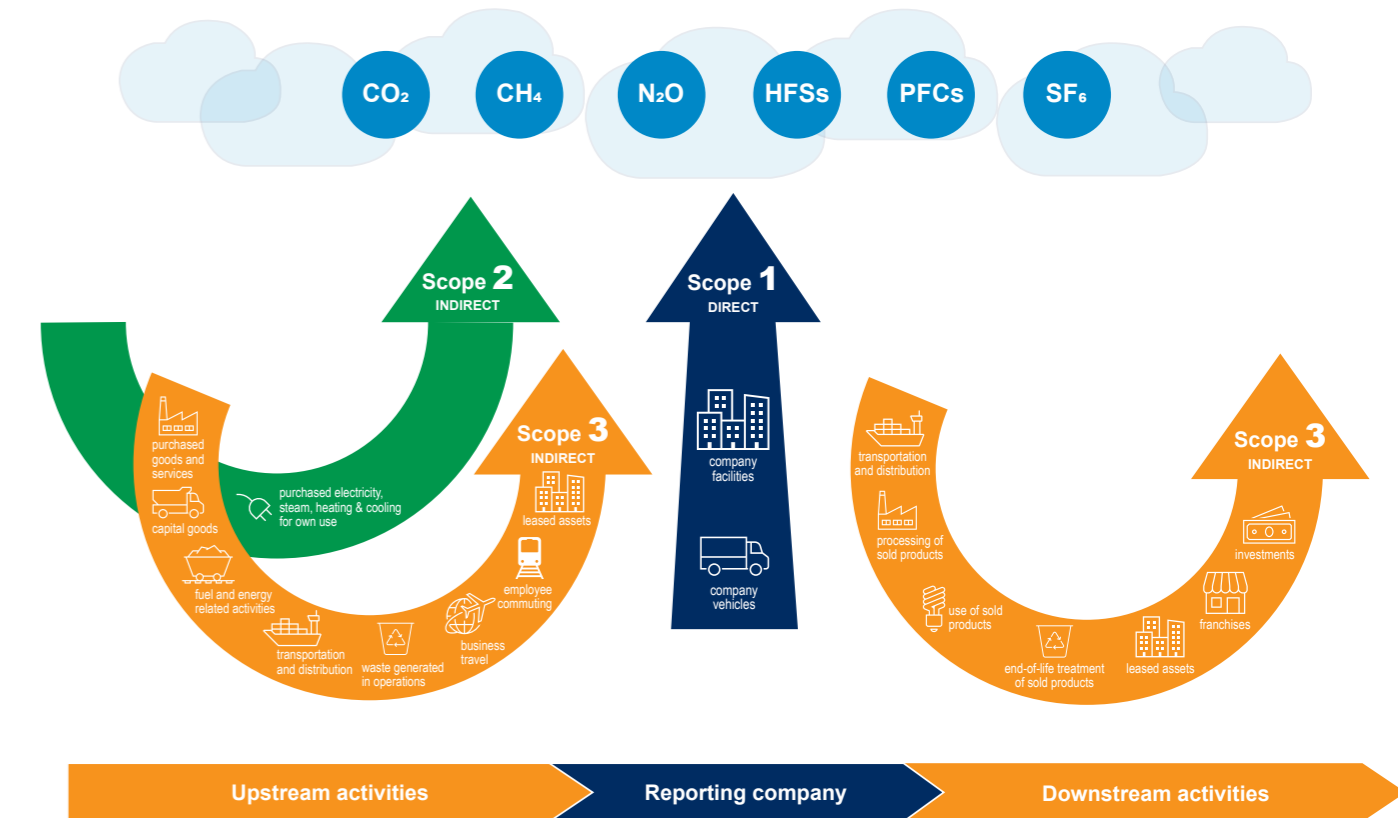 CO₂
CH₄
N₂O
HFSs
PFCs
SF₆
Scope 2
INDIRECT
purchased electricity,
steam, heating & cooling
for own use
Scope 3
INDIRECT
purchased
goods and
services
capital goods
fuel and energy
related activities
transportation
and distribution
waste generated
in operations
business
travel
employee
commuting
leased assets
Scope 1
DIRECT
company
facilities
company
vehicles
Scope 3
INDIRECT
transportation
and distribution
processing of
sold products
use of sold
products
end-of-life treatment
of sold products
leased assets
franchises
investments
Upstream activities
Reporting company
Downstream activities